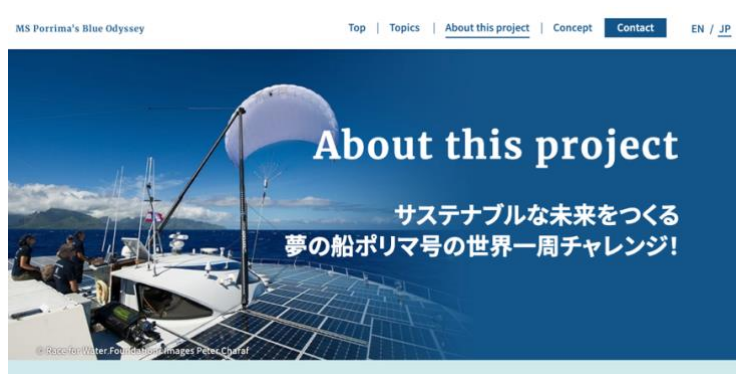 MS Porrima's Blue Odyssey
Top | Topics | About this project | Concept Contact EN / JP
About this project
サステナブルな未来をつくる
夢の船ポリマ号の世界一周チャレンジ!
© Race for Water Foundation Images Peter Charaf